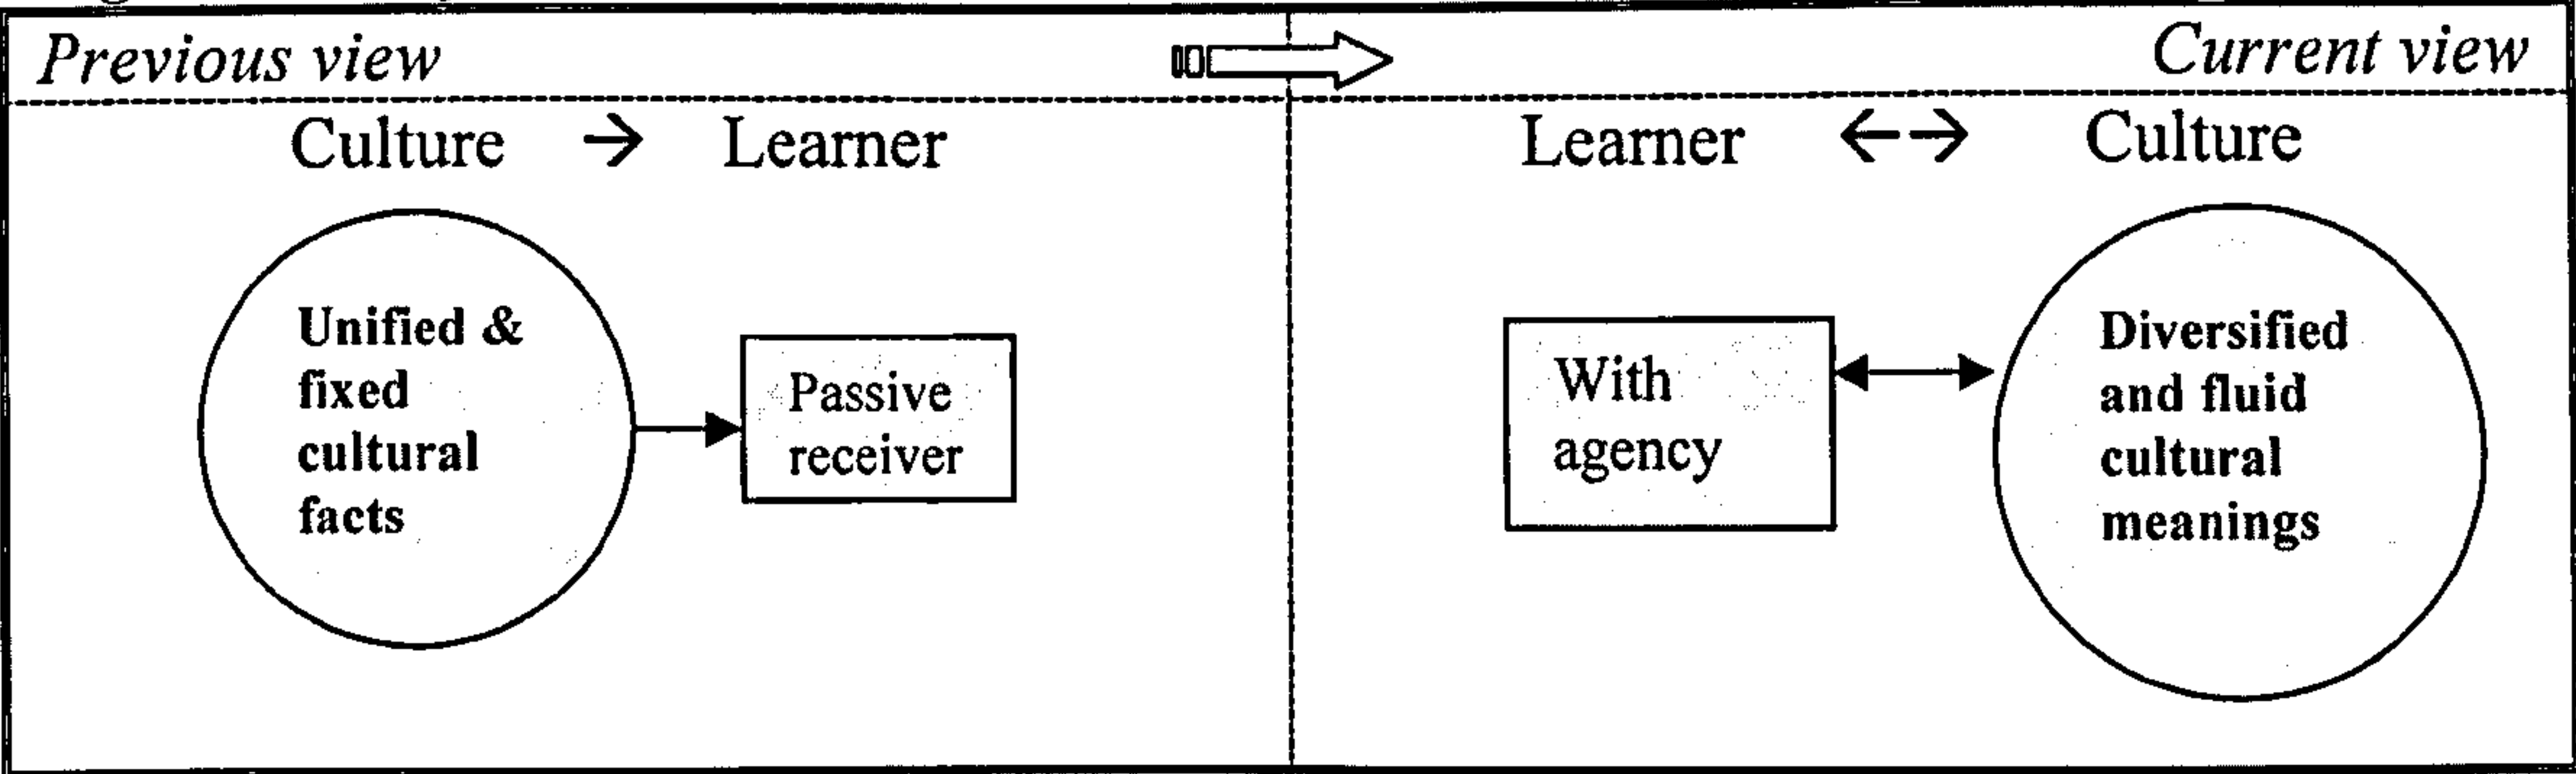 Previous view
Current view
Culture → Learner
Unified &
fixed
cultural
facts
Passive
receiver
Learner ←→ Culture
With
agency
Diversified
and fluid
cultural
meanings